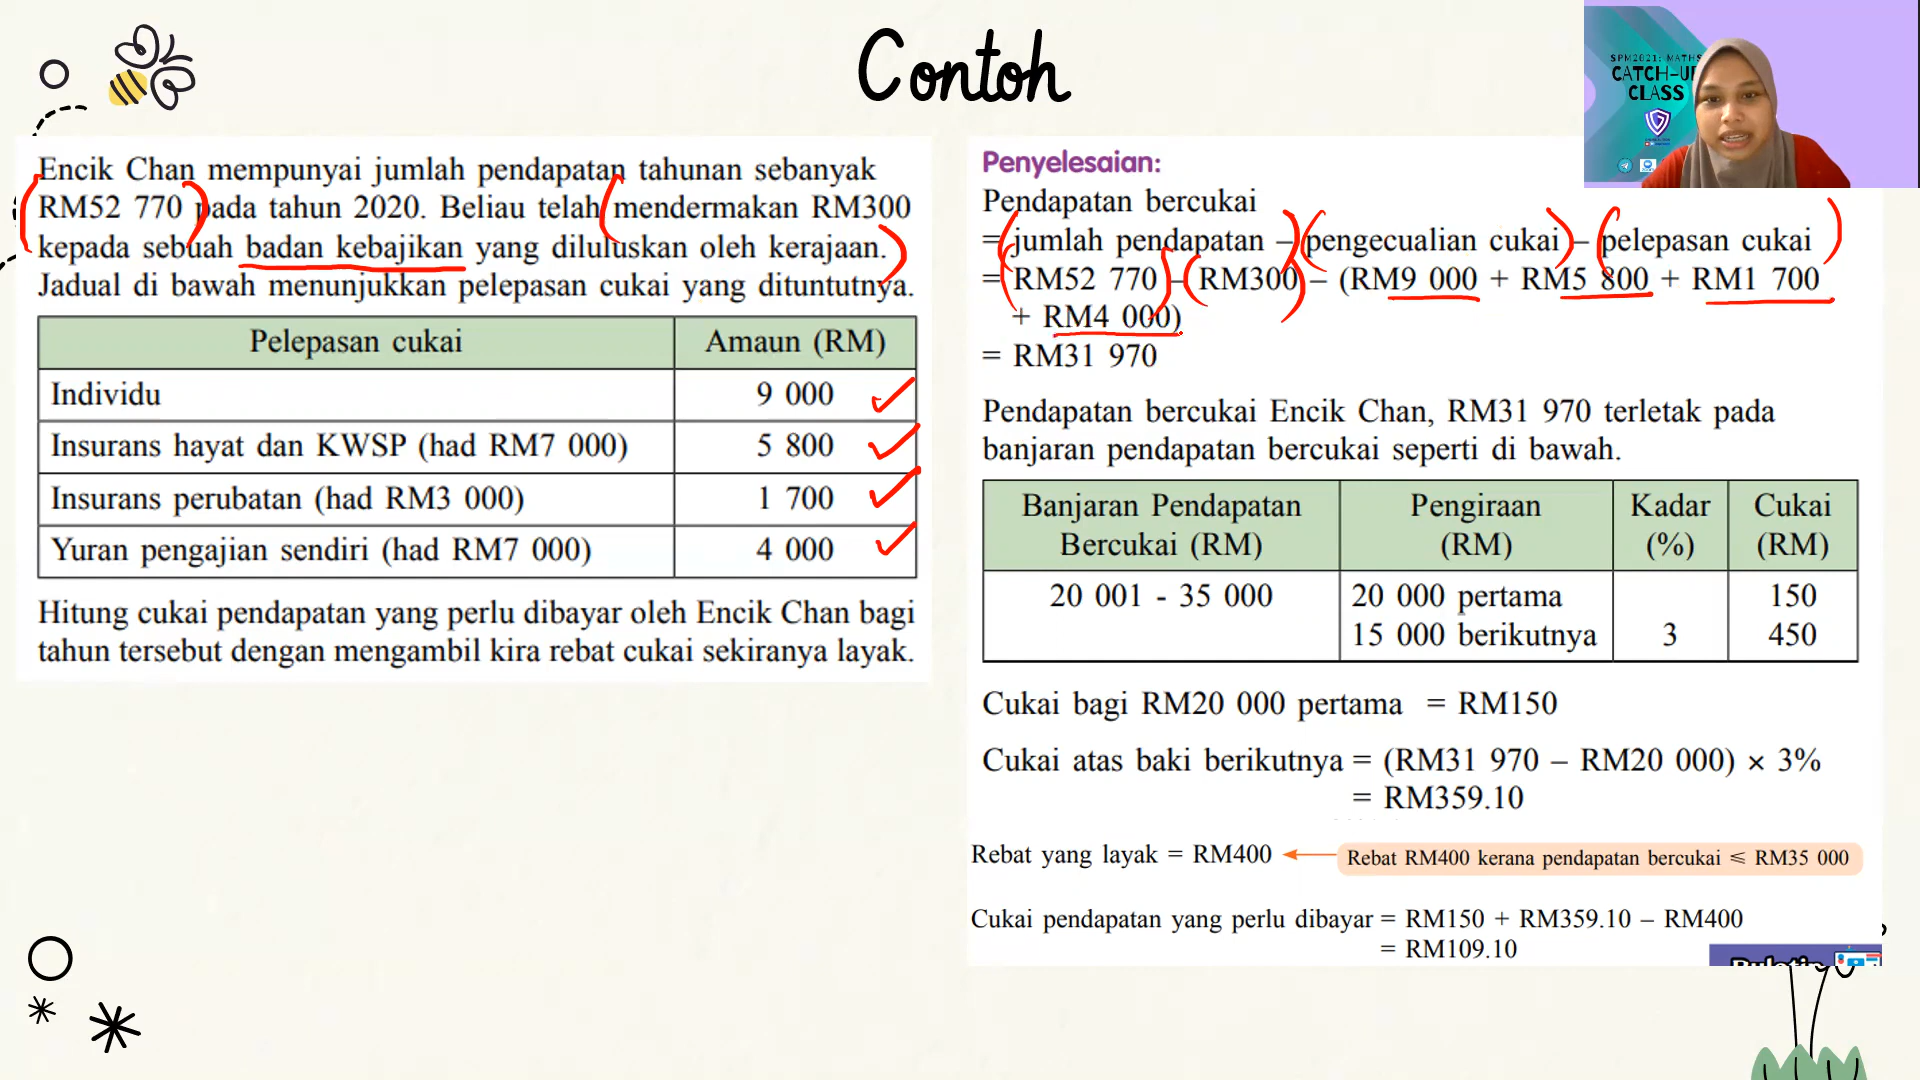 Contoh
SPM2021: MATHS
CATCH-UP
CLASS
Encik Chan mempunyai jumlah pendapatan tahunan sebanyak
RM52 770 pada tahun 2020. Beliau telah mendermakan RM300
kepada sebuah badan kebajikan yang diluluskan oleh kerajaan.
Jadual di bawah menunjukkan pelepasan cukai yang dituntutnya.
Pelepasan cukai Amaun (RM)
Individu 9 000
Insurans hayat dan KWSP (had RM7 000) 5 800
Insurans perubatan (had RM3 000) 1 700
Yuran pengajian sendiri (had RM7 000) 4 000
Hitung cukai pendapatan yang perlu dibayar oleh Encik Chan bagi
tahun tersebut dengan mengambil kira rebat cukai sekiranya layak.
Penyelesaian:
Pendapatan bercukai
= jumlah pendapatan – pengecualian cukai – pelepasan cukai
= RM52 770 – RM300 – (RM9 000 + RM5 800 + RM1 700
+ RM4 000)
= RM31 970
Pendapatan bercukai Encik Chan, RM31 970 terletak pada
banjaran pendapatan bercukai seperti di bawah.
Banjaran Pendapatan Pengiraan Kadar Cukai
Bercukai (RM) (RM) (%) (RM)
20 001 - 35 000 20 000 pertama 150
15 000 berikutnya 3 450
Cukai bagi RM20 000 pertama = RM150
Cukai atas baki berikutnya = (RM31 970 – RM20 000) × 3%
= RM359.10
Rebat yang layak = RM400 Rebat RM400 kerana pendapatan bercukai ⩽ RM35 000
Cukai pendapatan yang perlu dibayar = RM150 + RM359.10 – RM400
= RM109.10